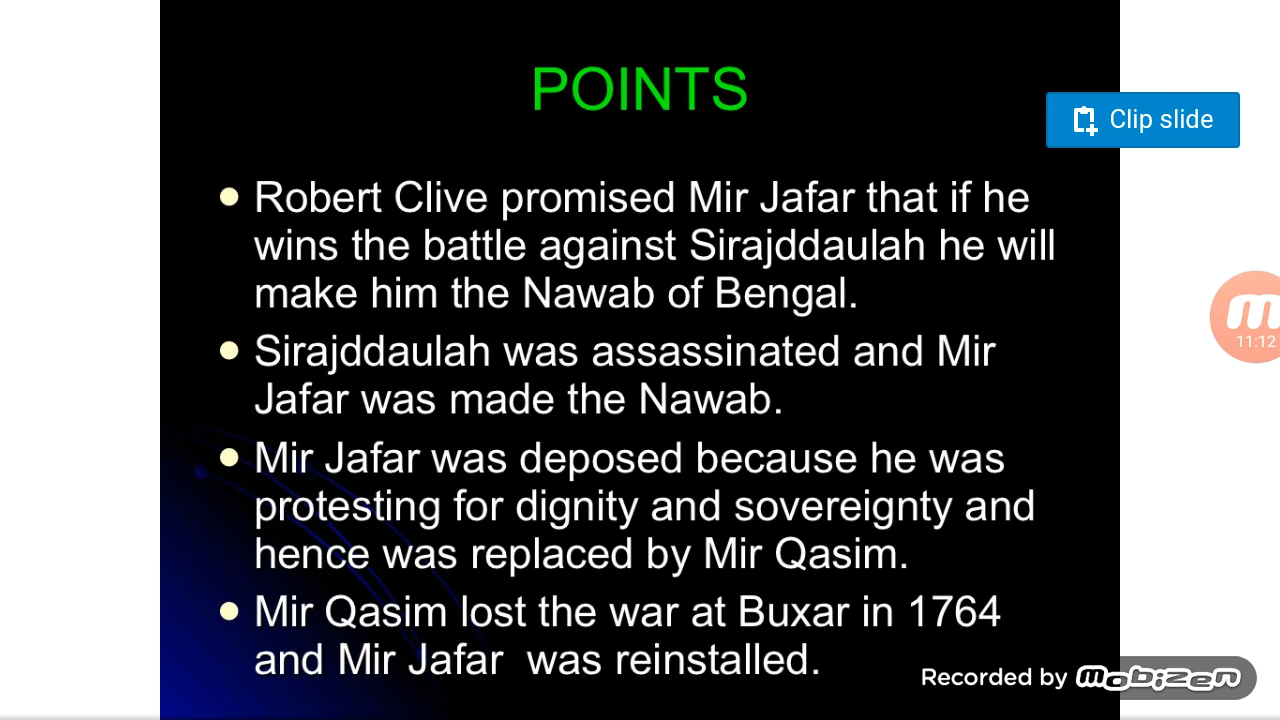 POINTS
Clip slide
Robert Clive promised Mir Jafar that if he
wins the battle against Sirajddaulah he will
make him the Nawab of Bengal.
Sirajddaulah was assassinated and Mir
Jafar was made the Nawab.
Mir Jafar was deposed because he was
protesting for dignity and sovereignty and
hence was replaced by Mir Qasim.
Mir Qasim lost the war at Buxar in 1764
and Mir Jafar was reinstalled.
11:12
Recorded by mobizen